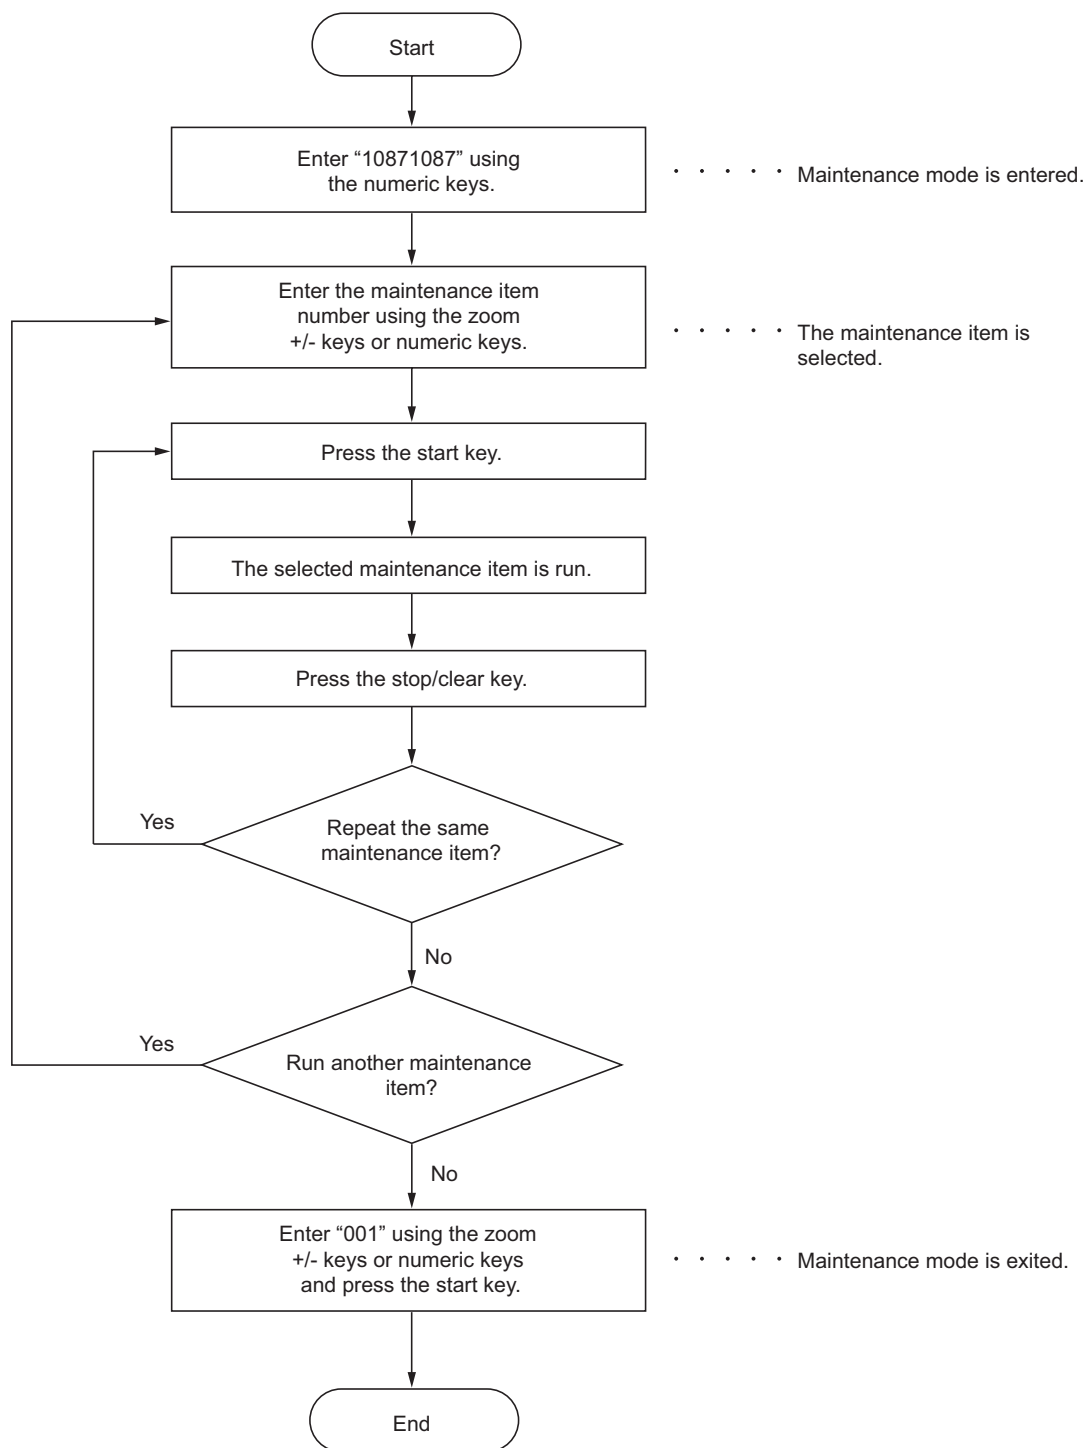 Start
Enter “10871087” using
the numeric keys.
Maintenance mode is entered.
Enter the maintenance item
number using the zoom
+/- keys or numeric keys.
The maintenance item is
selected.
Press the start key.
The selected maintenance item is run.
Press the stop/clear key.
Yes
Repeat the same
maintenance item?
No
Yes
Run another maintenance
item?
No
Enter “001” using the zoom
+/- keys or numeric keys
and press the start key.
Maintenance mode is exited.
End